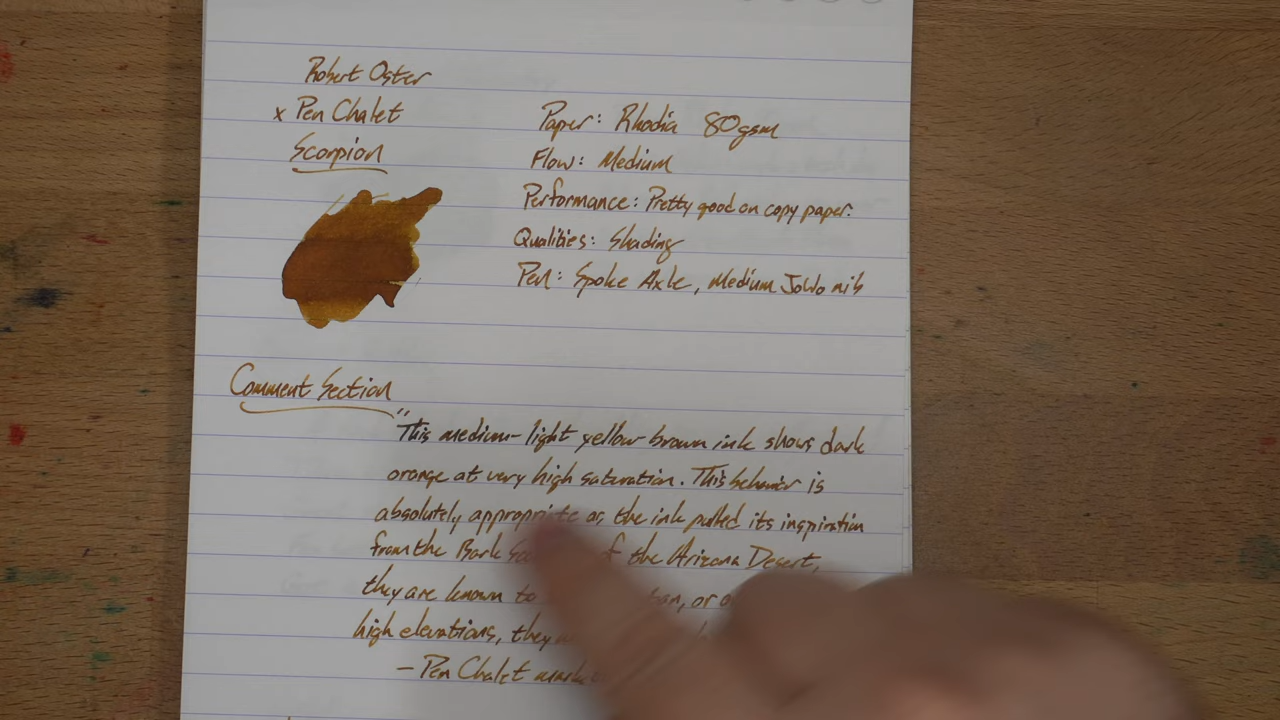 Robert Oster
x Pen Chalet
Scorpion
Paper: Rhodia 80gsm
Flow: Medium
Performance: Pretty good on copy paper.
Qualities: Shading
Pen: Spoke Axle, Medium JoWo nib
Comment Section
"This medium-light yellow-brown ink shows dark
orange at very high saturation. This behavior is
absolutely appropriate as the ink pulled its inspiration
from the Bark of the Arizona Desert,
they are known to or
high elevations, they
- Pen Chalet